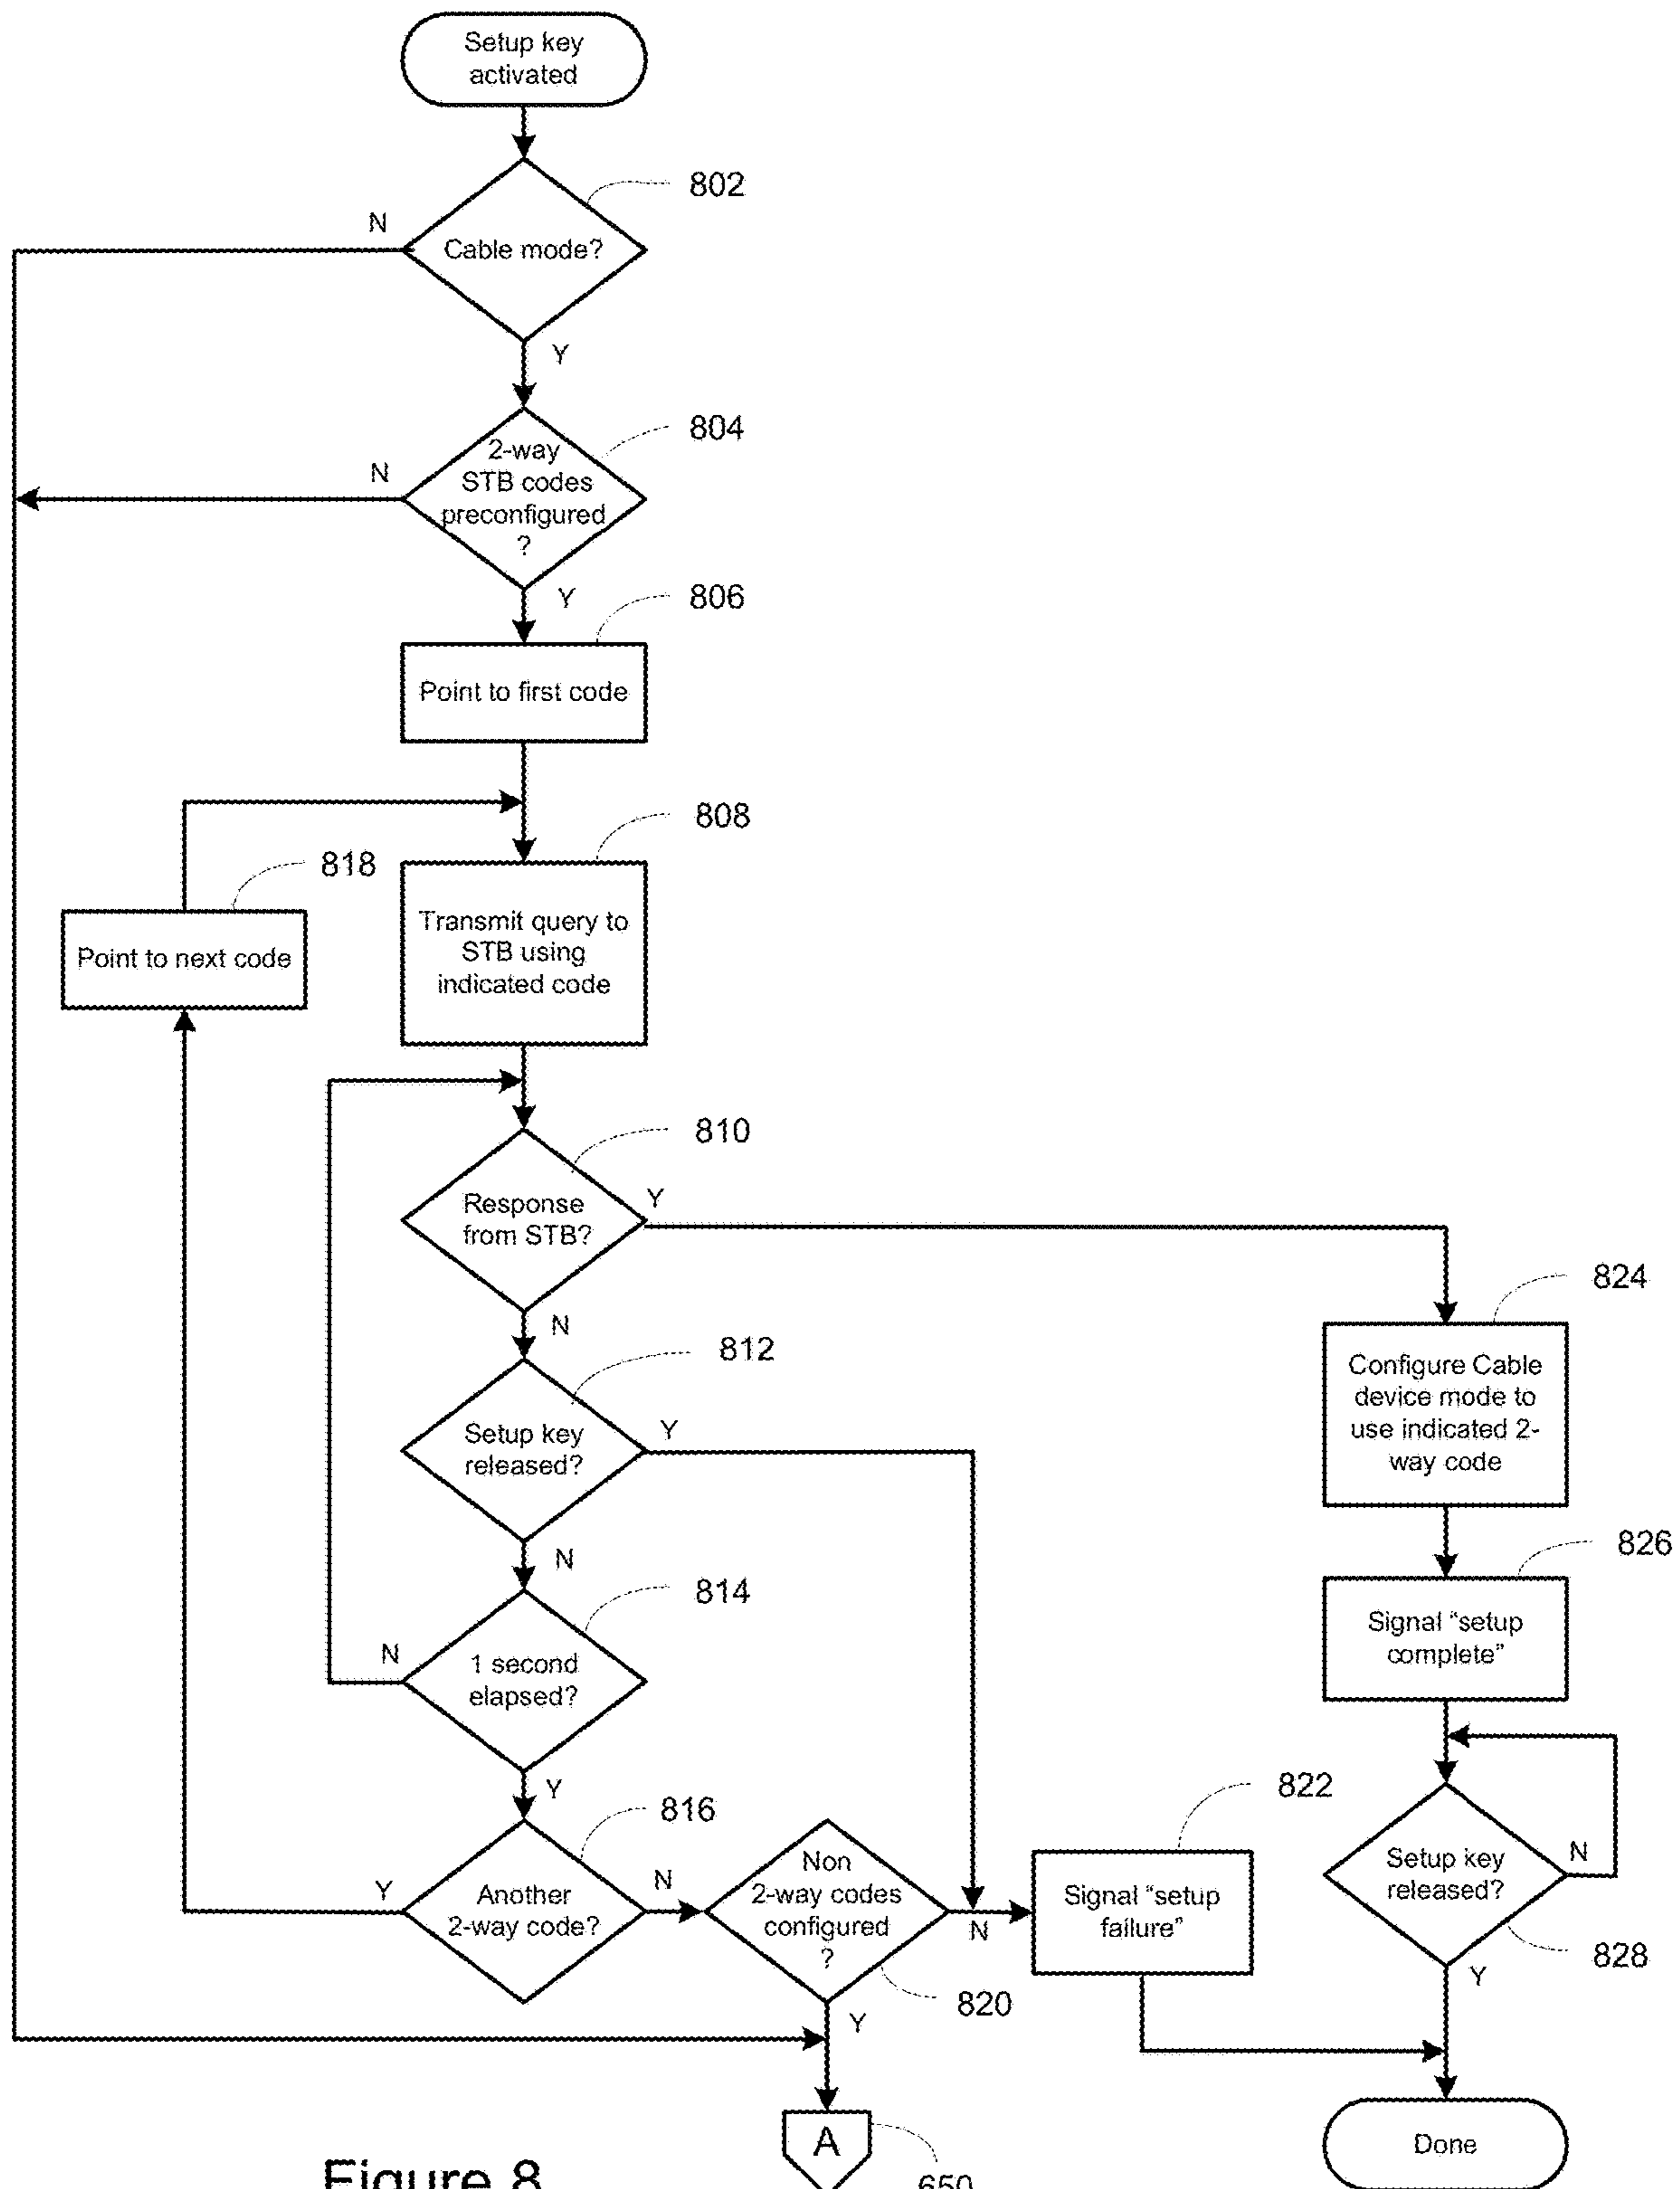 Setup key
activated
802
N
Cable mode?
Y
804
N
2-way
STB codes
preconfigured
?
Y
806
Point to first code
808
818
Transmit query to
STB using
indicated code
Point to next code
810
Response
from STB?
Y
824
N
812
Configure Cable
device mode to
use indicated 2-
way code
Setup key
released?
Y
826
N
814
Signal "setup
complete"
N
1 second
elapsed?
Y
816
822
Y
Another
2-way code?
N
Non
2-way codes
configured
?
N
Signal "setup
failure"
Setup key
released?
N
828
820
Y
Y
A
650
Done
Figure 8